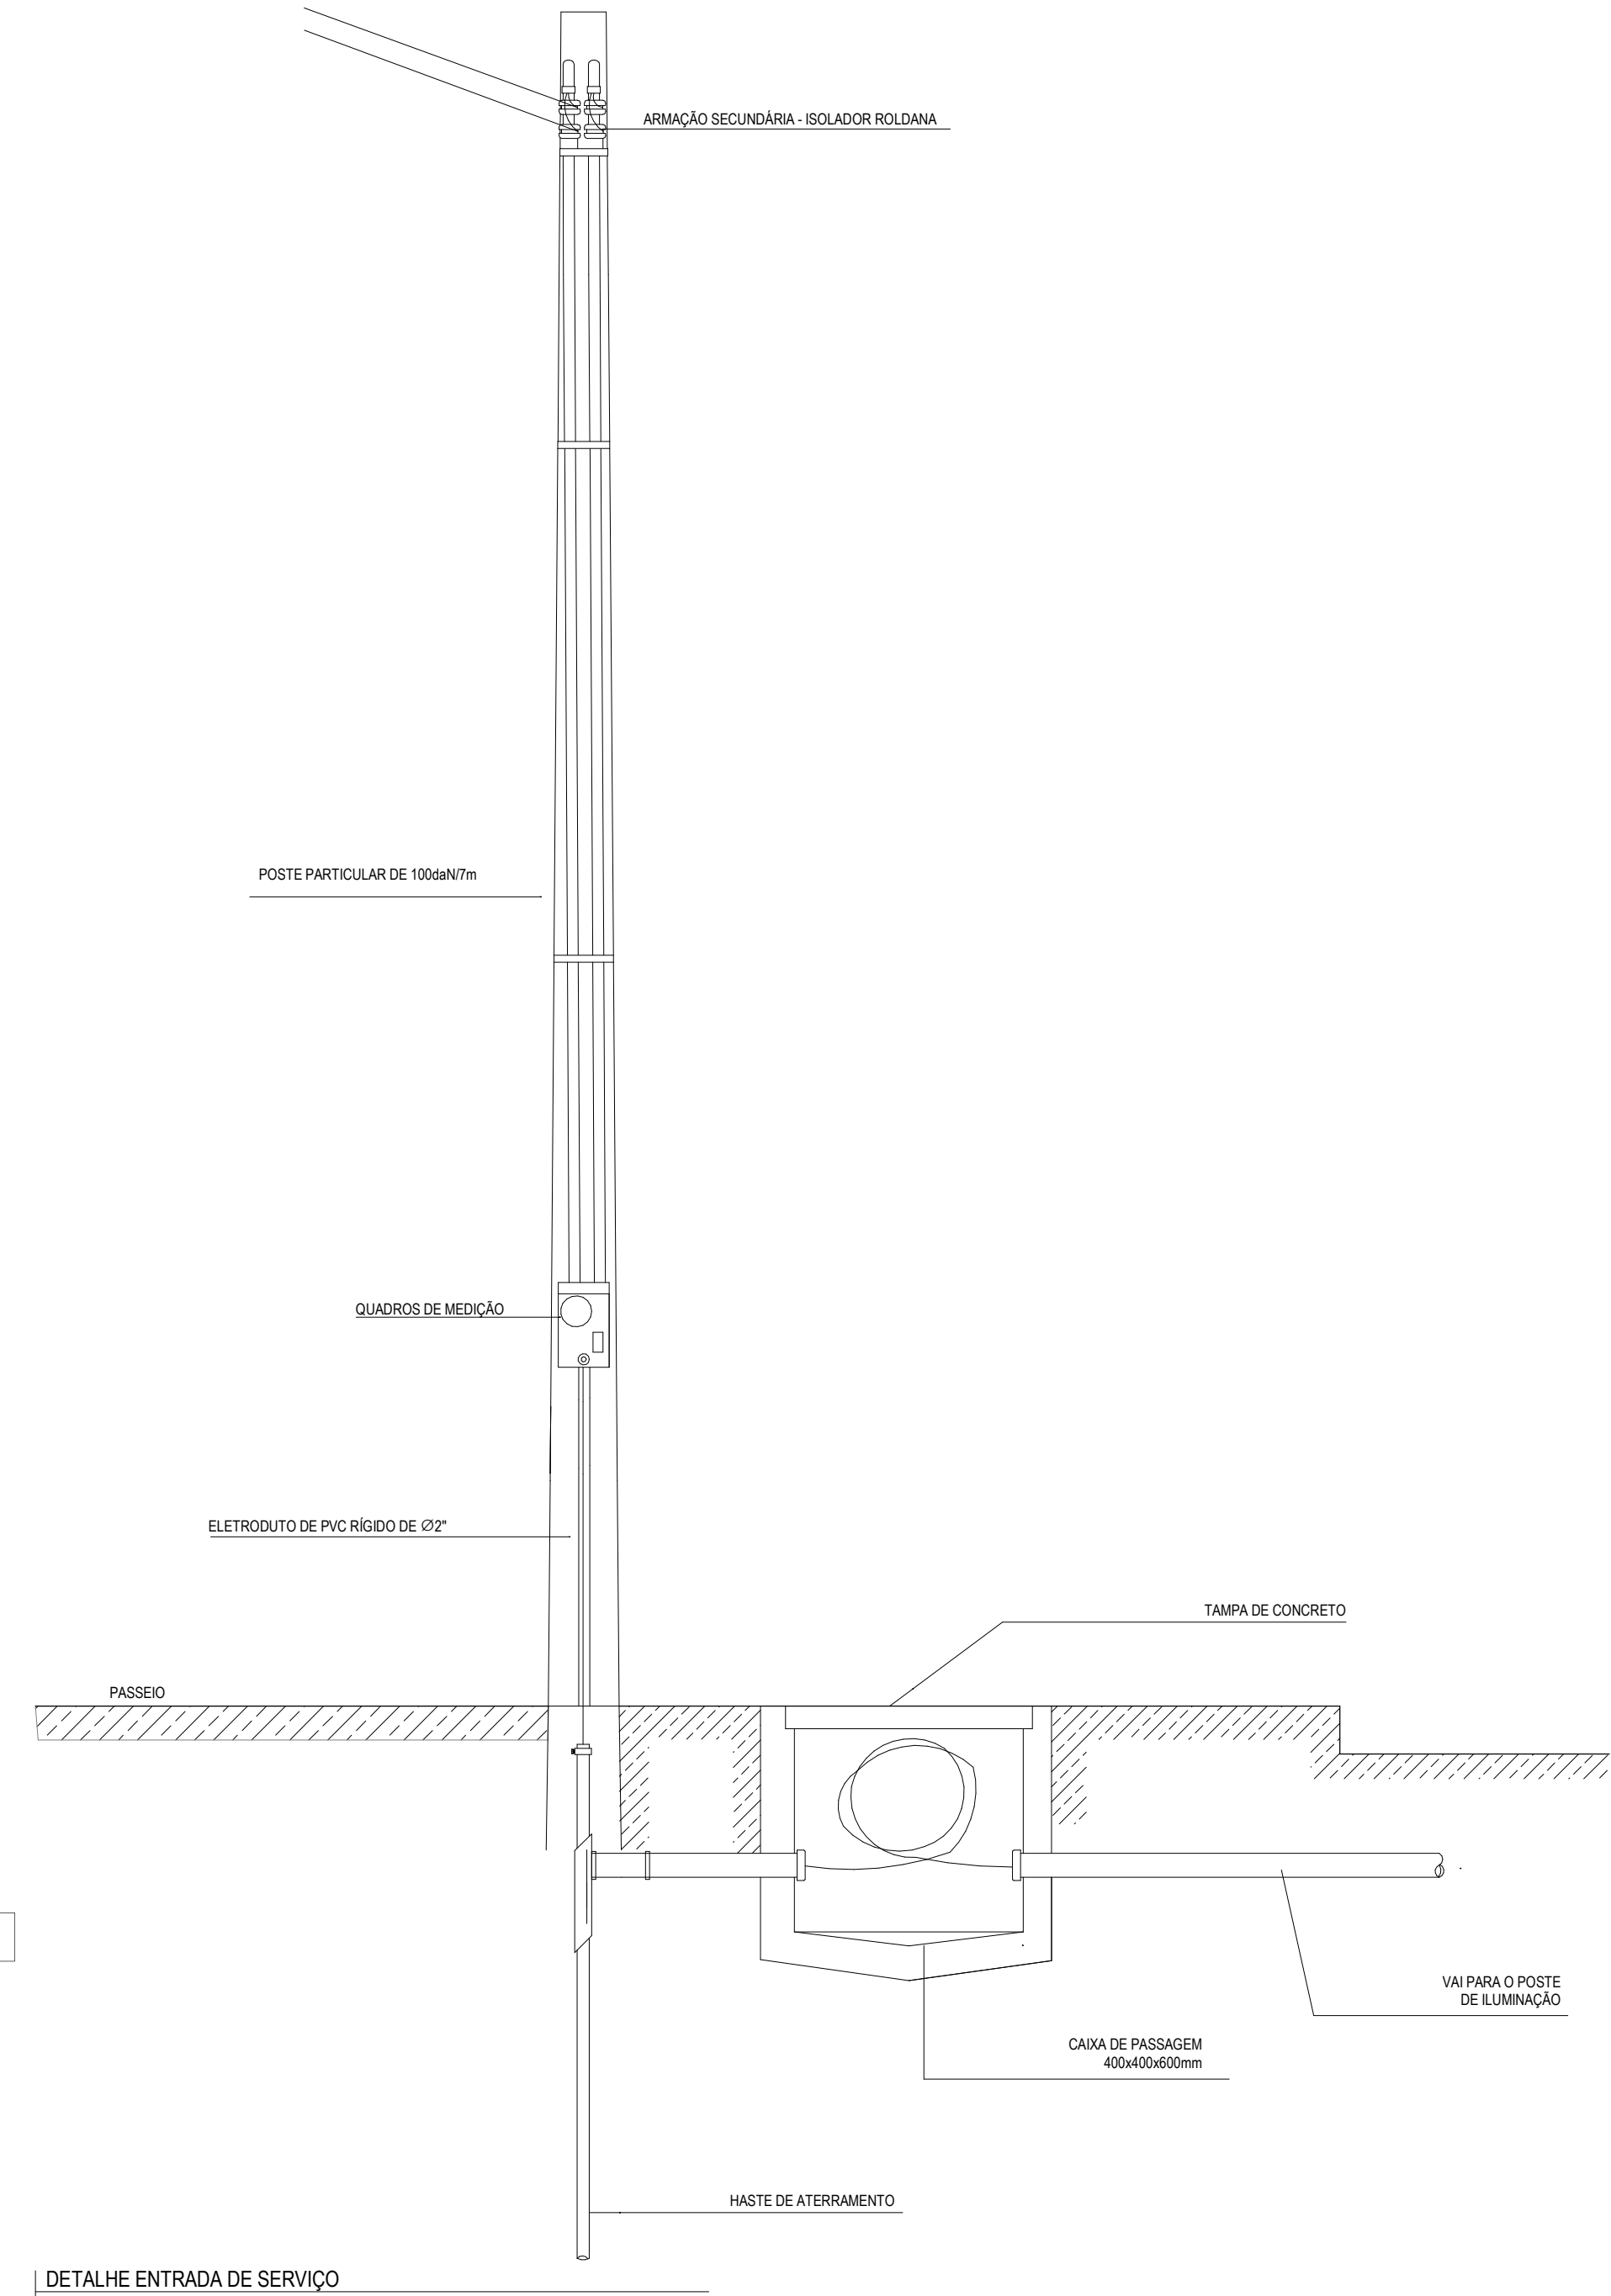 ARMAÇÃO SECUNDÁRIA - ISOLADOR ROLDANA
POSTE PARTICULAR DE 100daN/7m
QUADROS DE MEDIÇÃO
ELETRODUTO DE PVC RÍGIDO DE Ø2"
TAMPA DE CONCRETO
PASSEIO
VAI PARA O POSTE
DE ILUMINAÇÃO
CAIXA DE PASSAGEM
400x400x600mm
HASTE DE ATERRAMENTO
DETALHE ENTRADA DE SERVIÇO